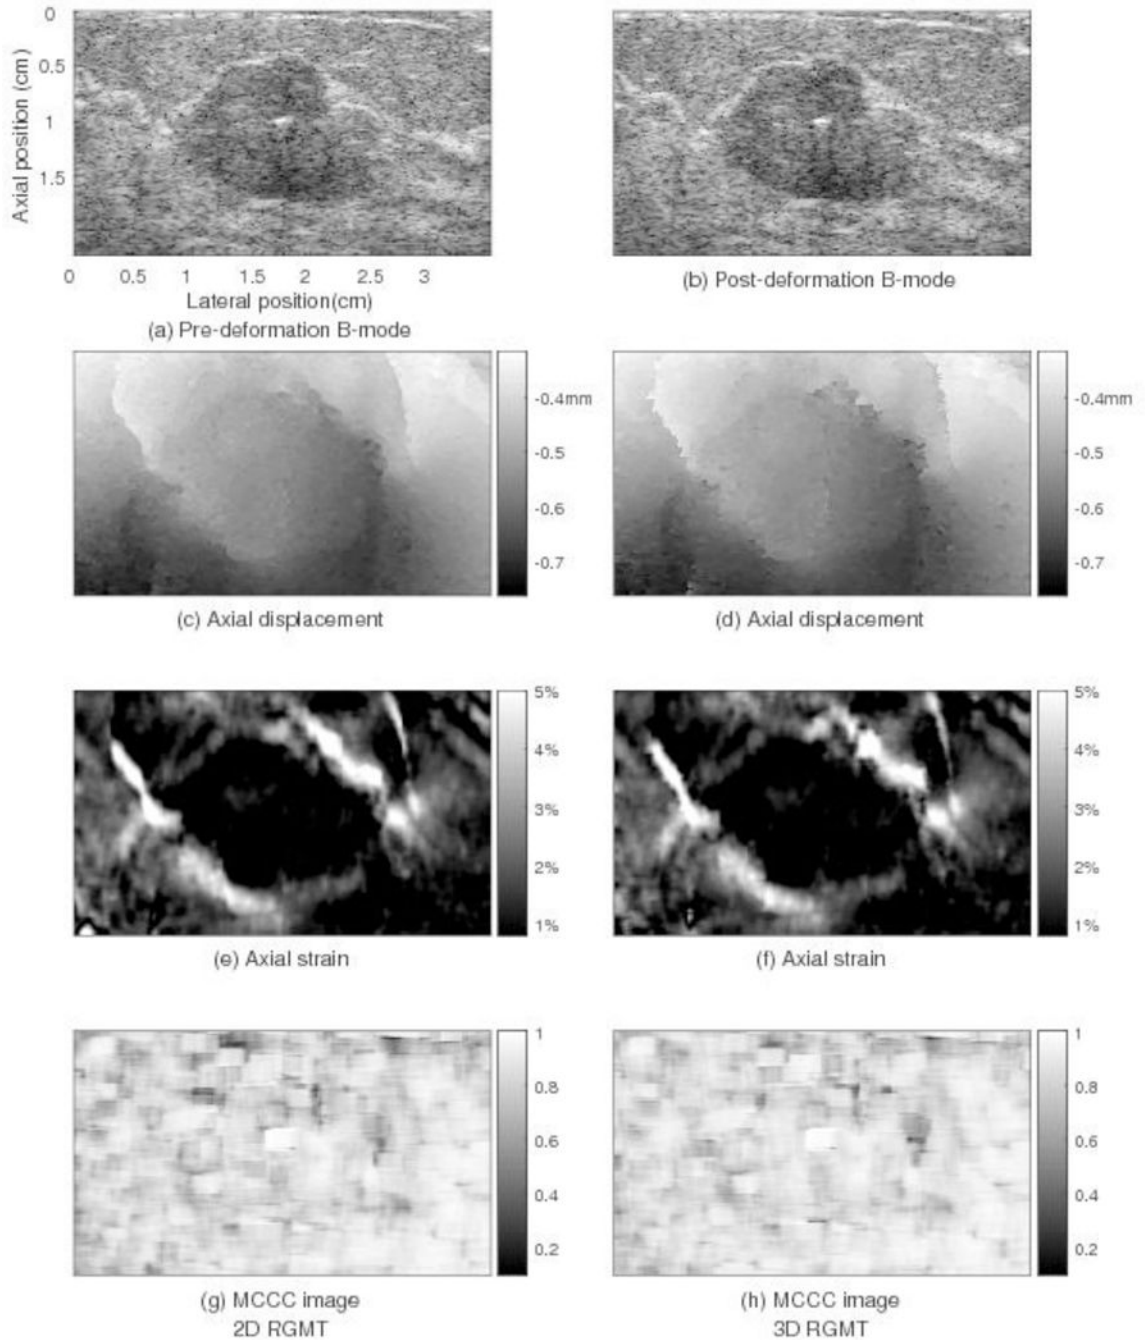 0
0.5
1
1.5
Axial position (cm)
0 0.5 1 1.5 2 2.5 3
Lateral position(cm)
(a) Pre-deformation B-mode
(b) Post-deformation B-mode
-0.4mm
-0.5
-0.6
-0.7
(c) Axial displacement
-0.4mm
-0.5
-0.6
-0.7
(d) Axial displacement
5%
4%
3%
2%
1%
(e) Axial strain
5%
4%
3%
2%
1%
(f) Axial strain
1
0.8
0.6
0.4
0.2
(g) MCCC image
2D RGMT
1
0.8
0.6
0.4
0.2
(h) MCCC image
3D RGMT